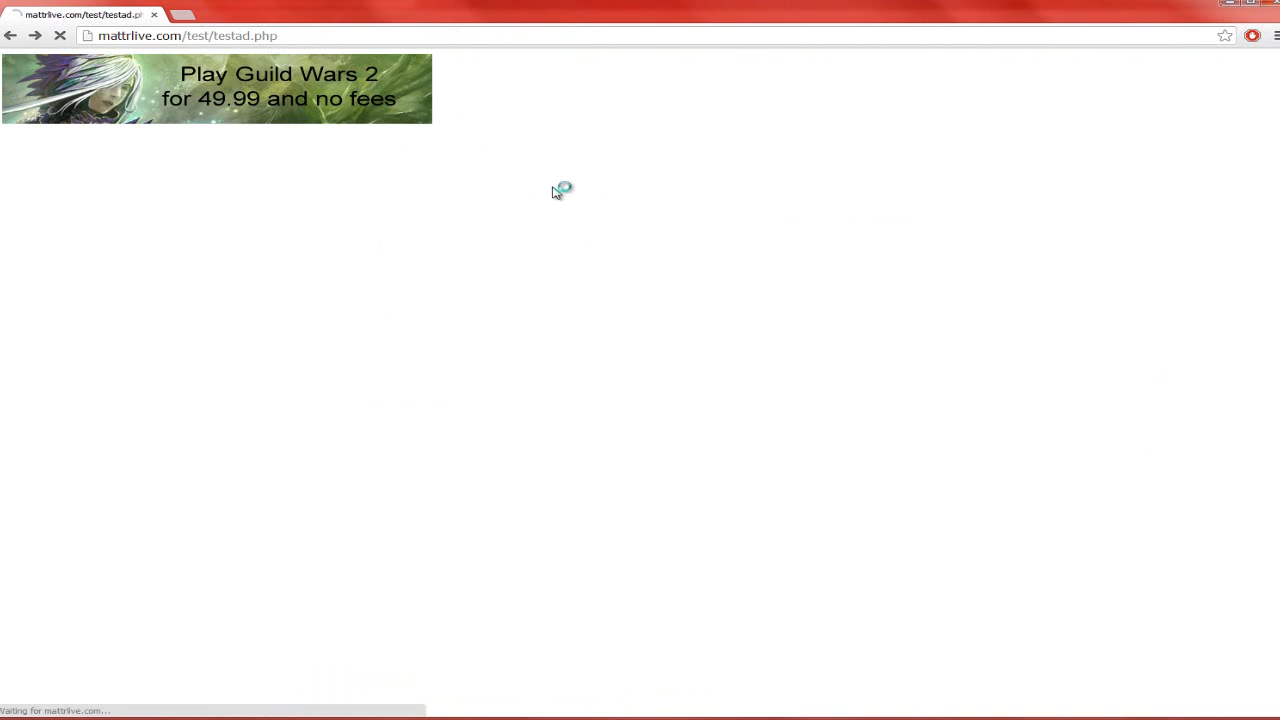 mattrlive.com/test/testad.ph
mattrlive.com/test/testad.php
Play Guild Wars 2
for 49.99 and no fees
Waiting for mattrlive.com...